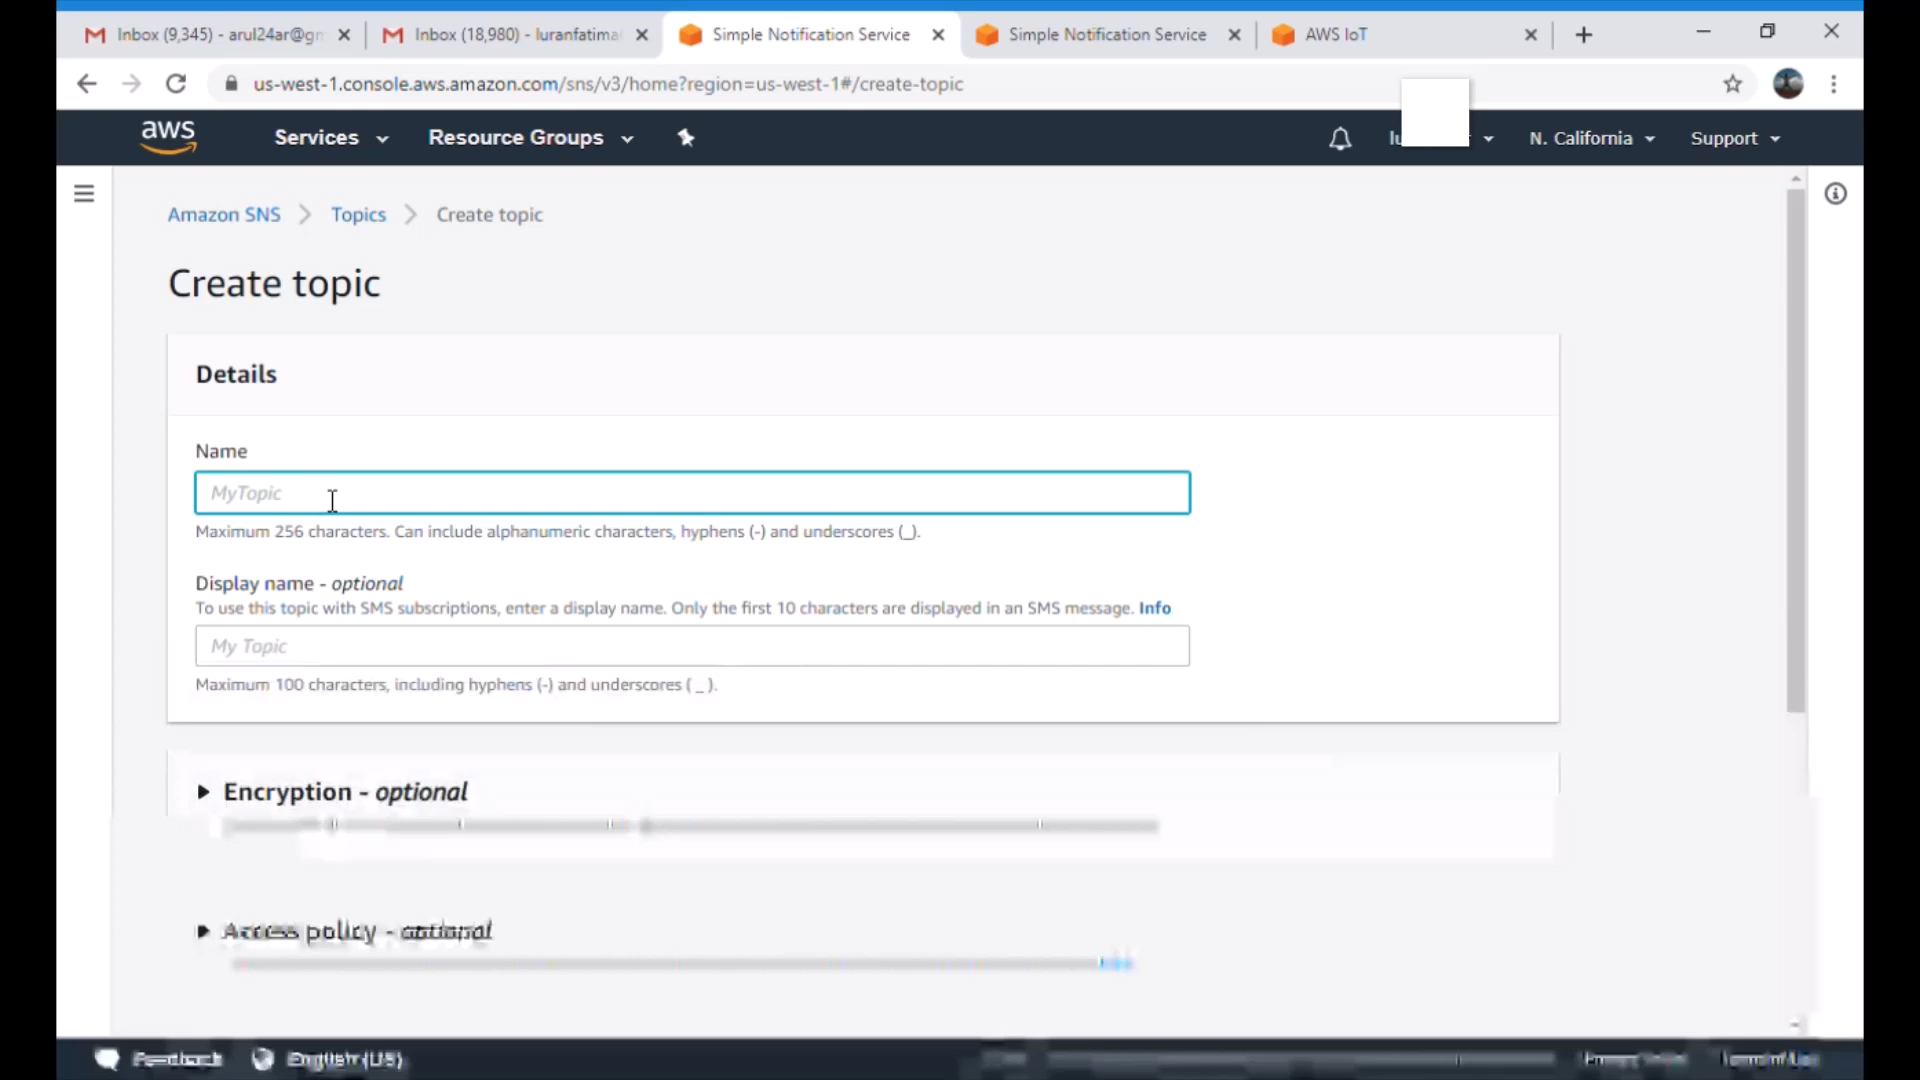 Inbox (9,345) - arul24ar@gm
Inbox (18,980) - luranfatima
Simple Notification Service
Simple Notification Service
AWS IoT
us-west-1.console.aws.amazon.com/sns/v3/home?region=us-west-1#/create-topic
aws
Services
Resource Groups
N. California
Support
Amazon SNS
Topics
Create topic
Create topic
Details
Name
MyTopic
Maximum 256 characters. Can include alphanumeric characters, hyphens (-) and underscores (_).
Display name - optional
To use this topic with SMS subscriptions, enter a display name. Only the first 10 characters are displayed in an SMS message. Info
My Topic
Maximum 100 characters, including hyphens (-) and underscores (_).
Encryption - optional
Access policy - optional
Feedback
English (US)